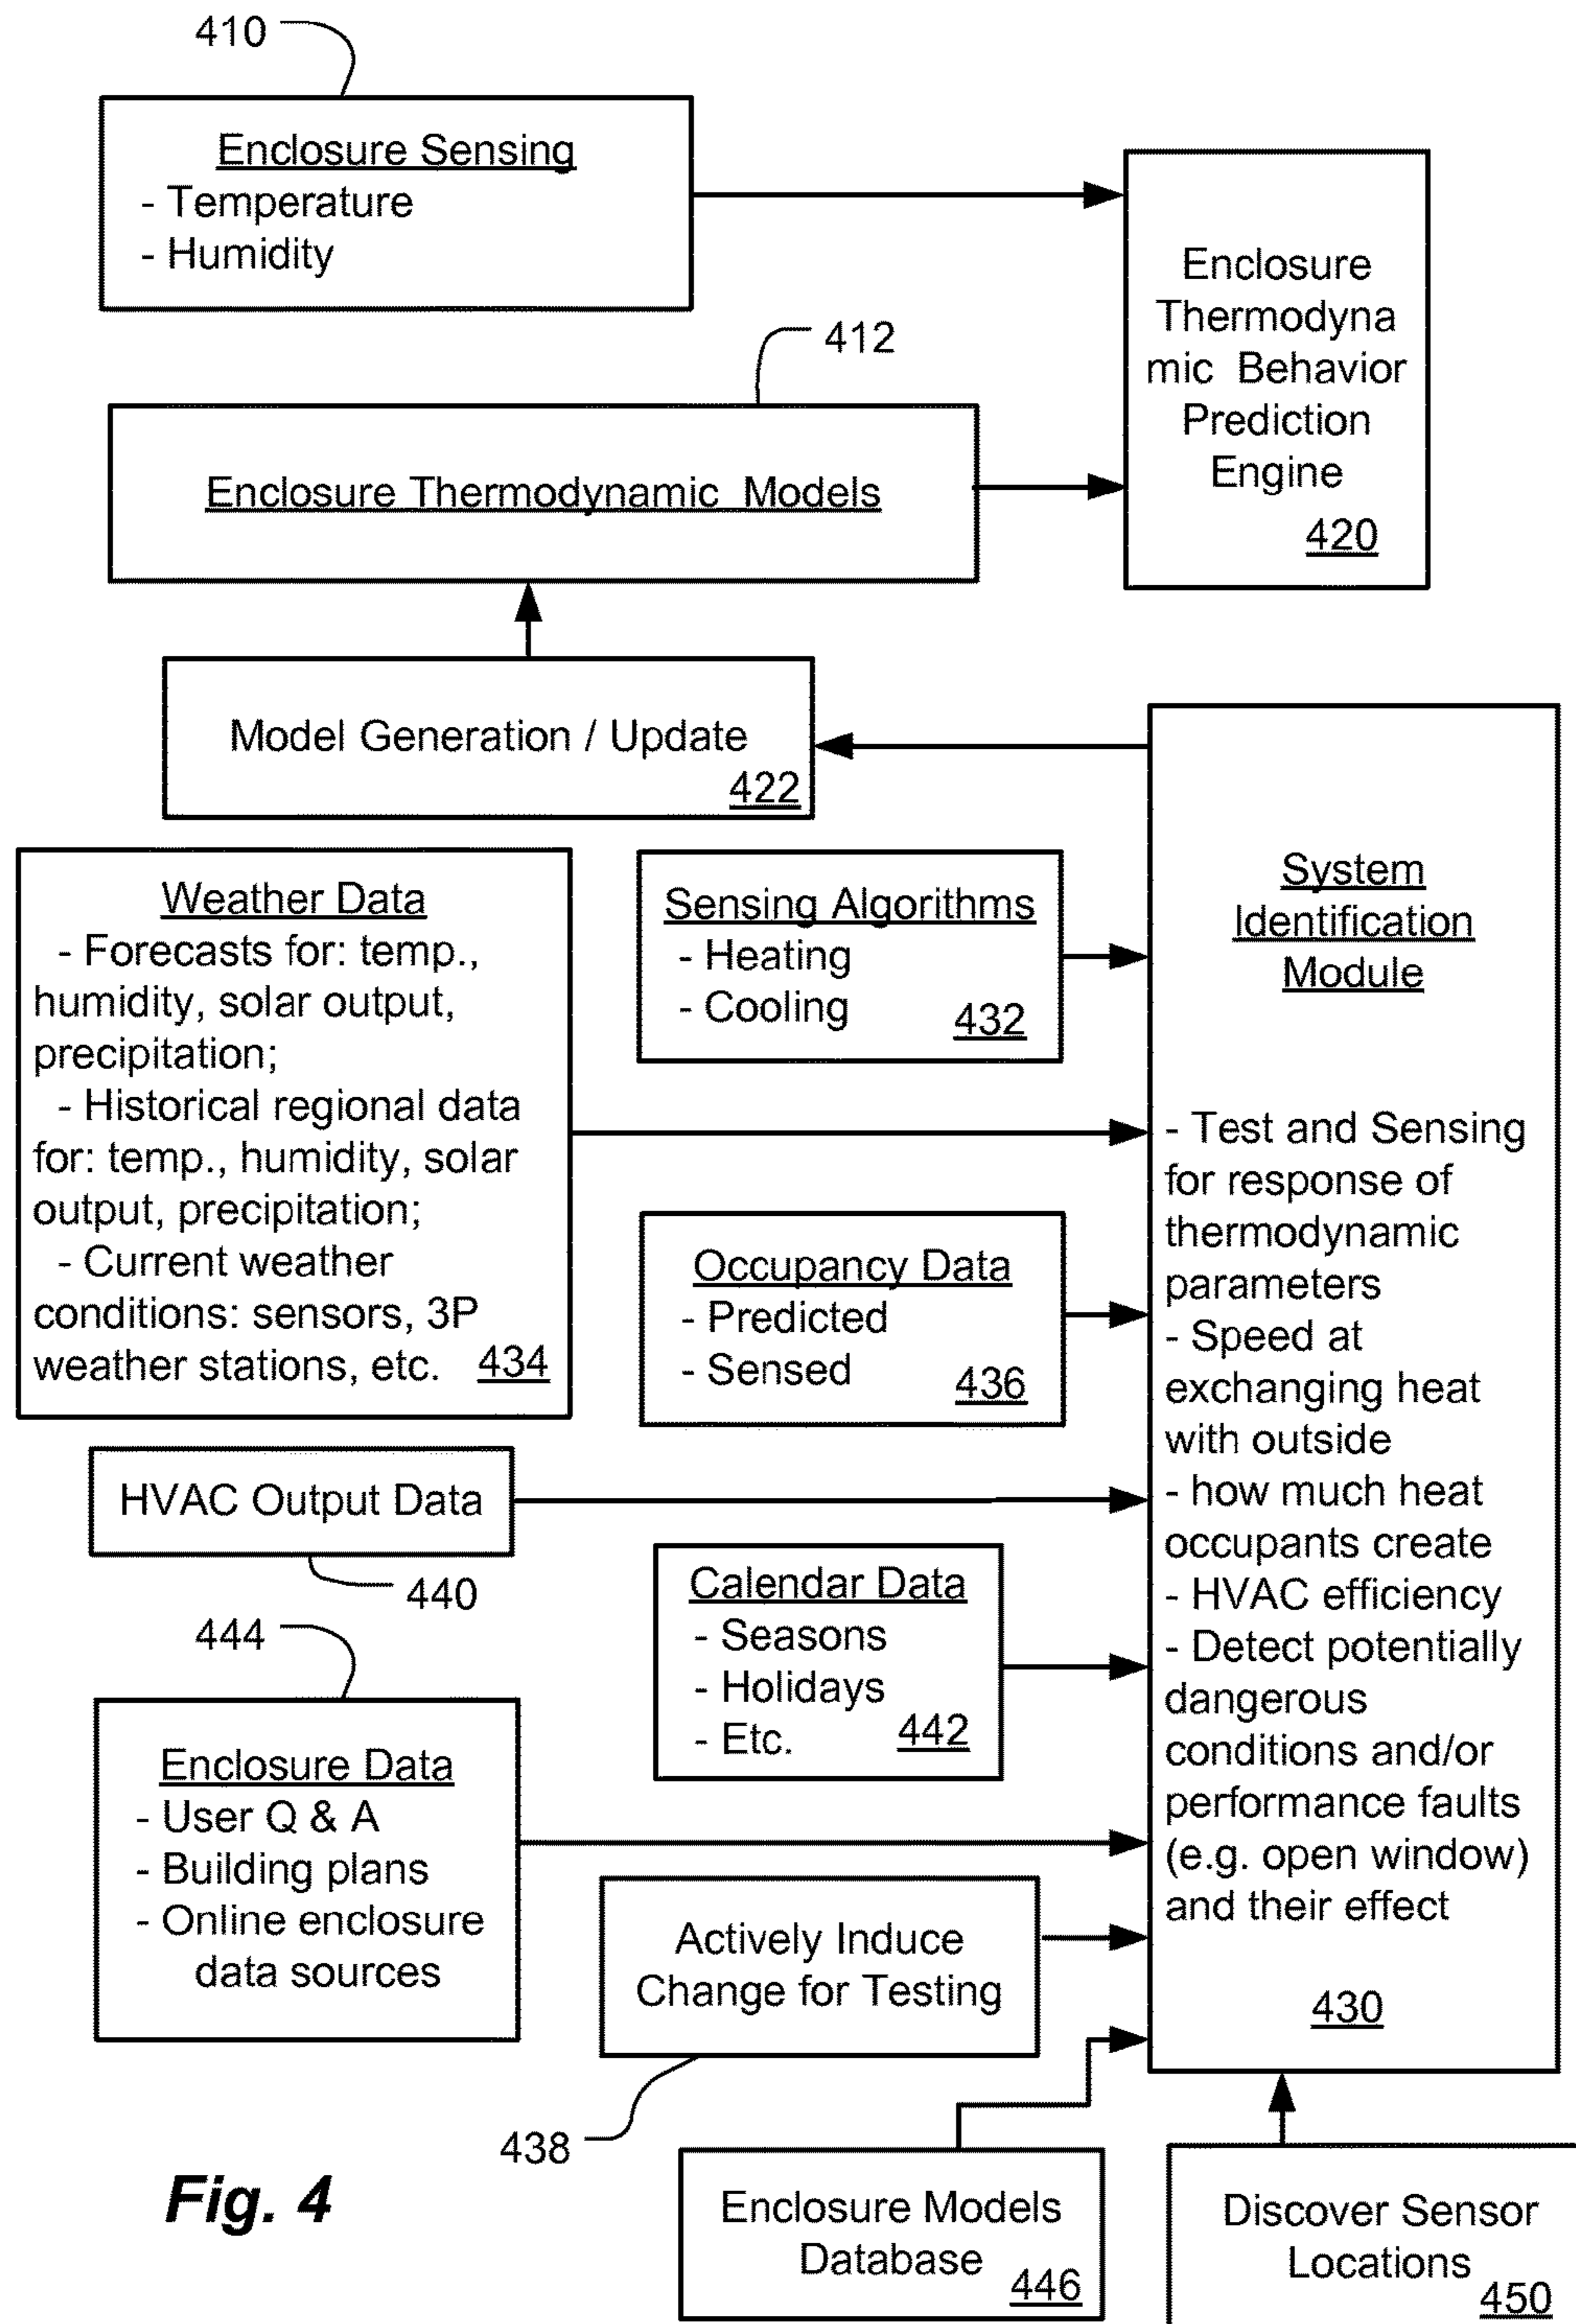 410
Enclosure Sensing
- Temperature
- Humidity
Enclosure
Thermodyna
mic Behavior
Prediction
Engine
420
412
Enclosure Thermodynamic Models
Model Generation / Update
422
Weather Data
- Forecasts for: temp.,
humidity, solar output,
precipitation;
- Historical regional data
for: temp., humidity, solar
output, precipitation;
- Current weather
conditions: sensors, 3P
weather stations, etc. 434
Sensing Algorithms
- Heating
- Cooling
432
Occupancy Data
- Predicted
- Sensed
436
HVAC Output Data
440
Calendar Data
- Seasons
- Holidays
- Etc.
442
444
Enclosure Data
- User Q & A
- Building plans
- Online enclosure
data sources
Actively Induce
Change for Testing
438
System
Identification
Module
- Test and Sensing
for response of
thermodynamic
parameters
- Speed at
exchanging heat
with outside
- how much heat
occupants create
- HVAC efficiency
- Detect potentially
dangerous
conditions and/or
performance faults
(e.g. open window)
and their effect
430
Enclosure Models
Database
446
Discover Sensor
Locations
450
Fig. 4